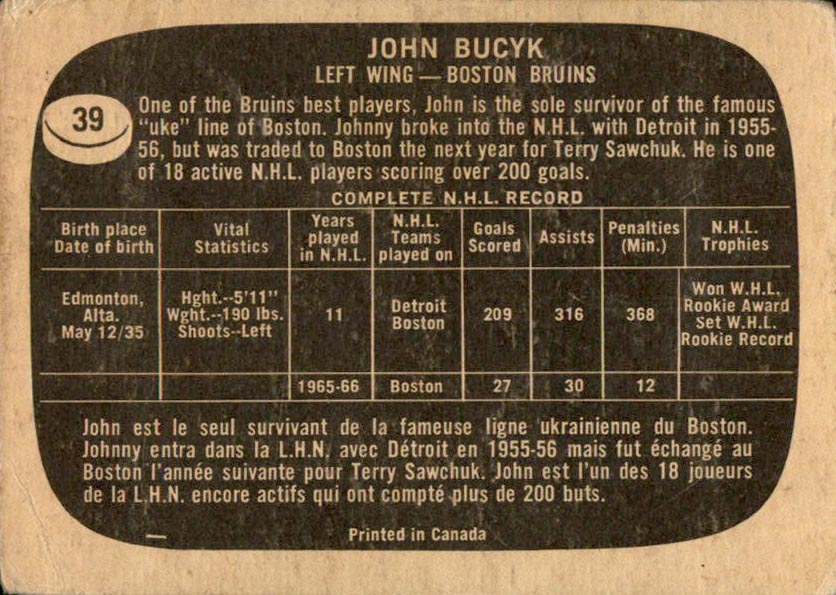 JOHN BUCYK
LEFT WING — BOSTON BRUINS
39
One of the Bruins best players, John is the sole survivor of the famous
"uke" line of Boston. Johnny broke into the N.H.L. with Detroit in 1955-
56, but was traded to Boston the next year for Terry Sawchuk. He is one
of 18 active N.H.L. players scoring over 200 goals.
COMPLETE N.H.L. RECORD
Birth place
Date of birth
Vital
Statistics
Years
played
in N.H.L.
N.H.L.
Teams
played on
Goals
Scored
Assists
Penalties
(Min.)
N.H.L.
Trophies
Edmonton,
Alta.
May 12/35
Hght.--5'11"
Wght.--190 lbs.
Shoots--Left
11
Detroit
Boston
209
316
368
Won W.H.L.
Rookie Award
Set W.H.L.
Rookie Record
1965-66
Boston
27
30
12
John est le seul survivant de la fameuse ligne ukrainienne du Boston.
Johnny entra dans la L.H.N. avec Détroit en 1955-56 mais fut échangé au
Boston l'année suivante pour Terry Sawchuk. John est l'un des 18 joueurs
de la L.H.N. encore actifs qui ont compté plus de 200 buts.
Printed in Canada